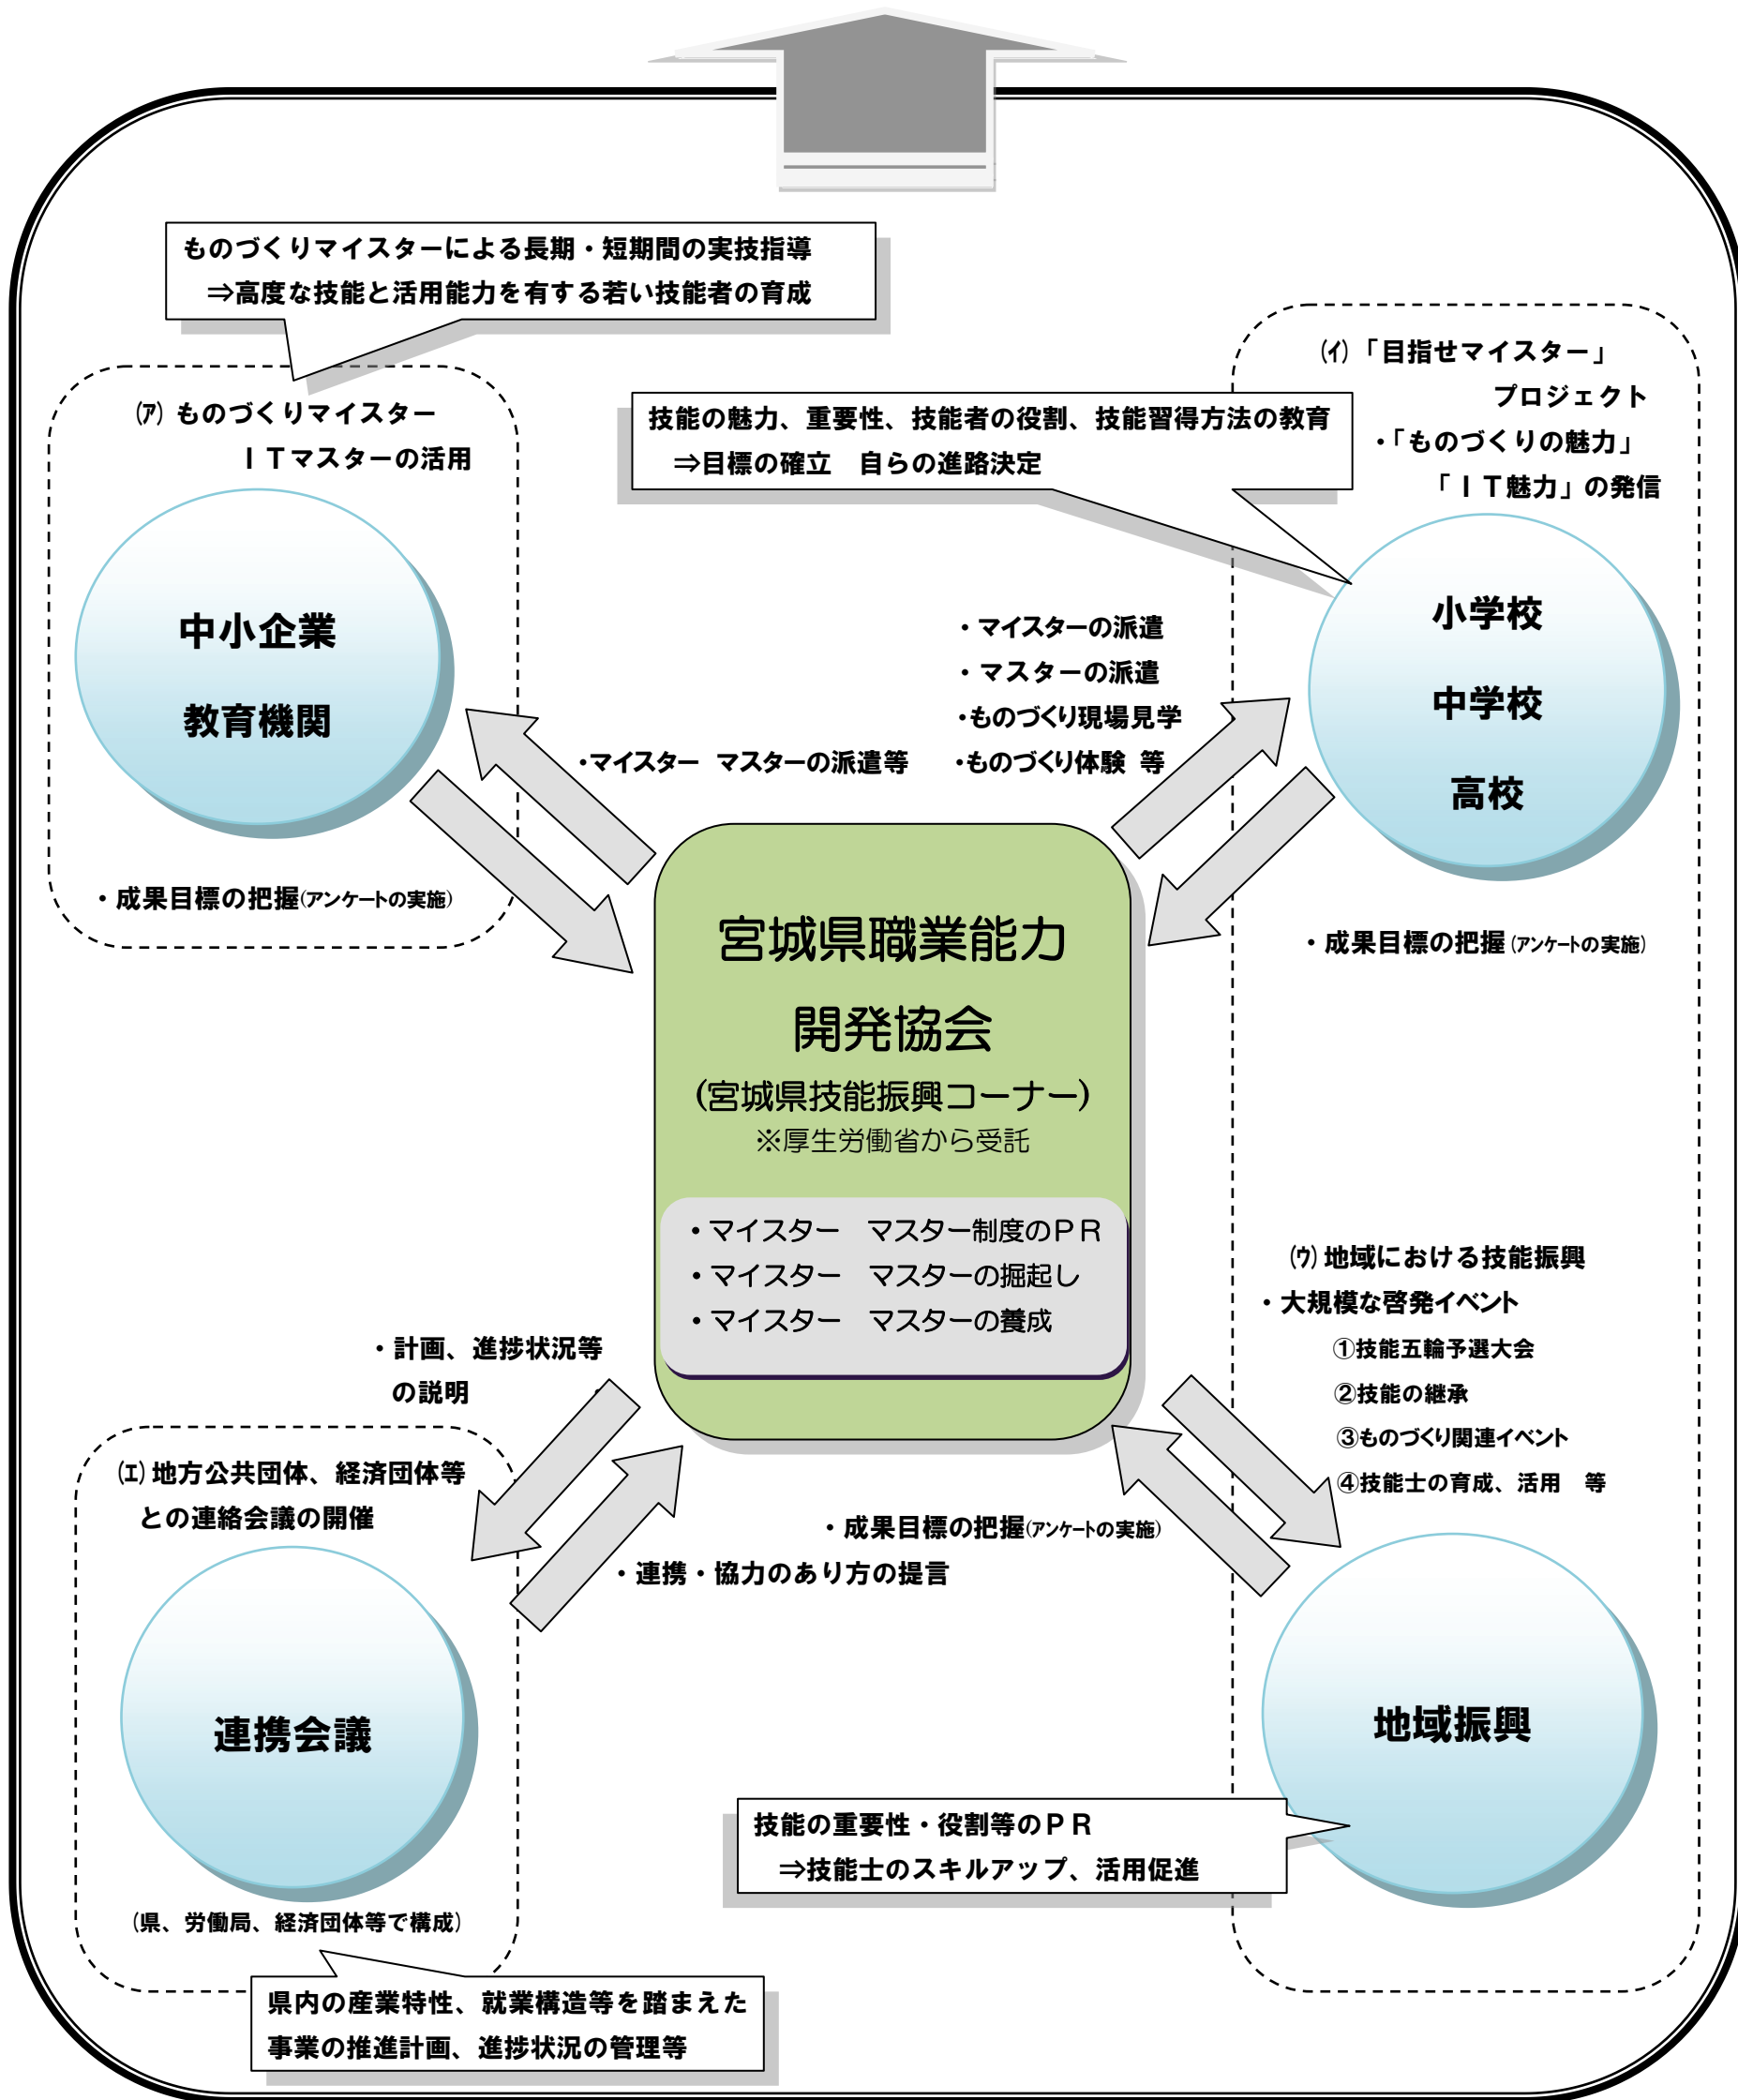 ものづくりマイスターによる長期・短期間の実技指導
⇒高度な技能と活用能力を有する若い技能者の育成
(ｱ) ものづくりマイスター
ＩＴマスターの活用
中小企業
教育機関
・成果目標の把握(アンケートの実施)
・マイスター　マスターの派遣等
(ｲ)「目指せマイスター」
プロジェクト
・「ものづくりの魅力」
「ＩＴ魅力」の発信
技能の魅力、重要性、技能者の役割、技能習得方法の教育
⇒目標の確立　自らの進路決定
小学校
中学校
高校
・マイスターの派遣
・マスターの派遣
・ものづくり現場見学
・ものづくり体験 等
・成果目標の把握(アンケートの実施)
宮城県職業能力
開発協会
(宮城県技能振興コーナー)
※厚生労働省から受託
・マイスター　マスター制度のＰＲ
・マイスター　マスターの掘起し
・マイスター　マスターの養成
・計画、進捗状況等
の説明
(ｴ) 地方公共団体、経済団体等
との連絡会議の開催
連携会議
(県、労働局、経済団体等で構成)
県内の産業特性、就業構造等を踏まえた
事業の推進計画、進捗状況の管理等
・連携・協力のあり方の提言
・成果目標の把握(アンケートの実施)
(ｳ) 地域における技能振興
・大規模な啓発イベント
①技能五輪予選大会
②技能の継承
③ものづくり関連イベント
④技能士の育成、活用　等
地域振興
技能の重要性・役割等のＰＲ
⇒技能士のスキルアップ、活用促進